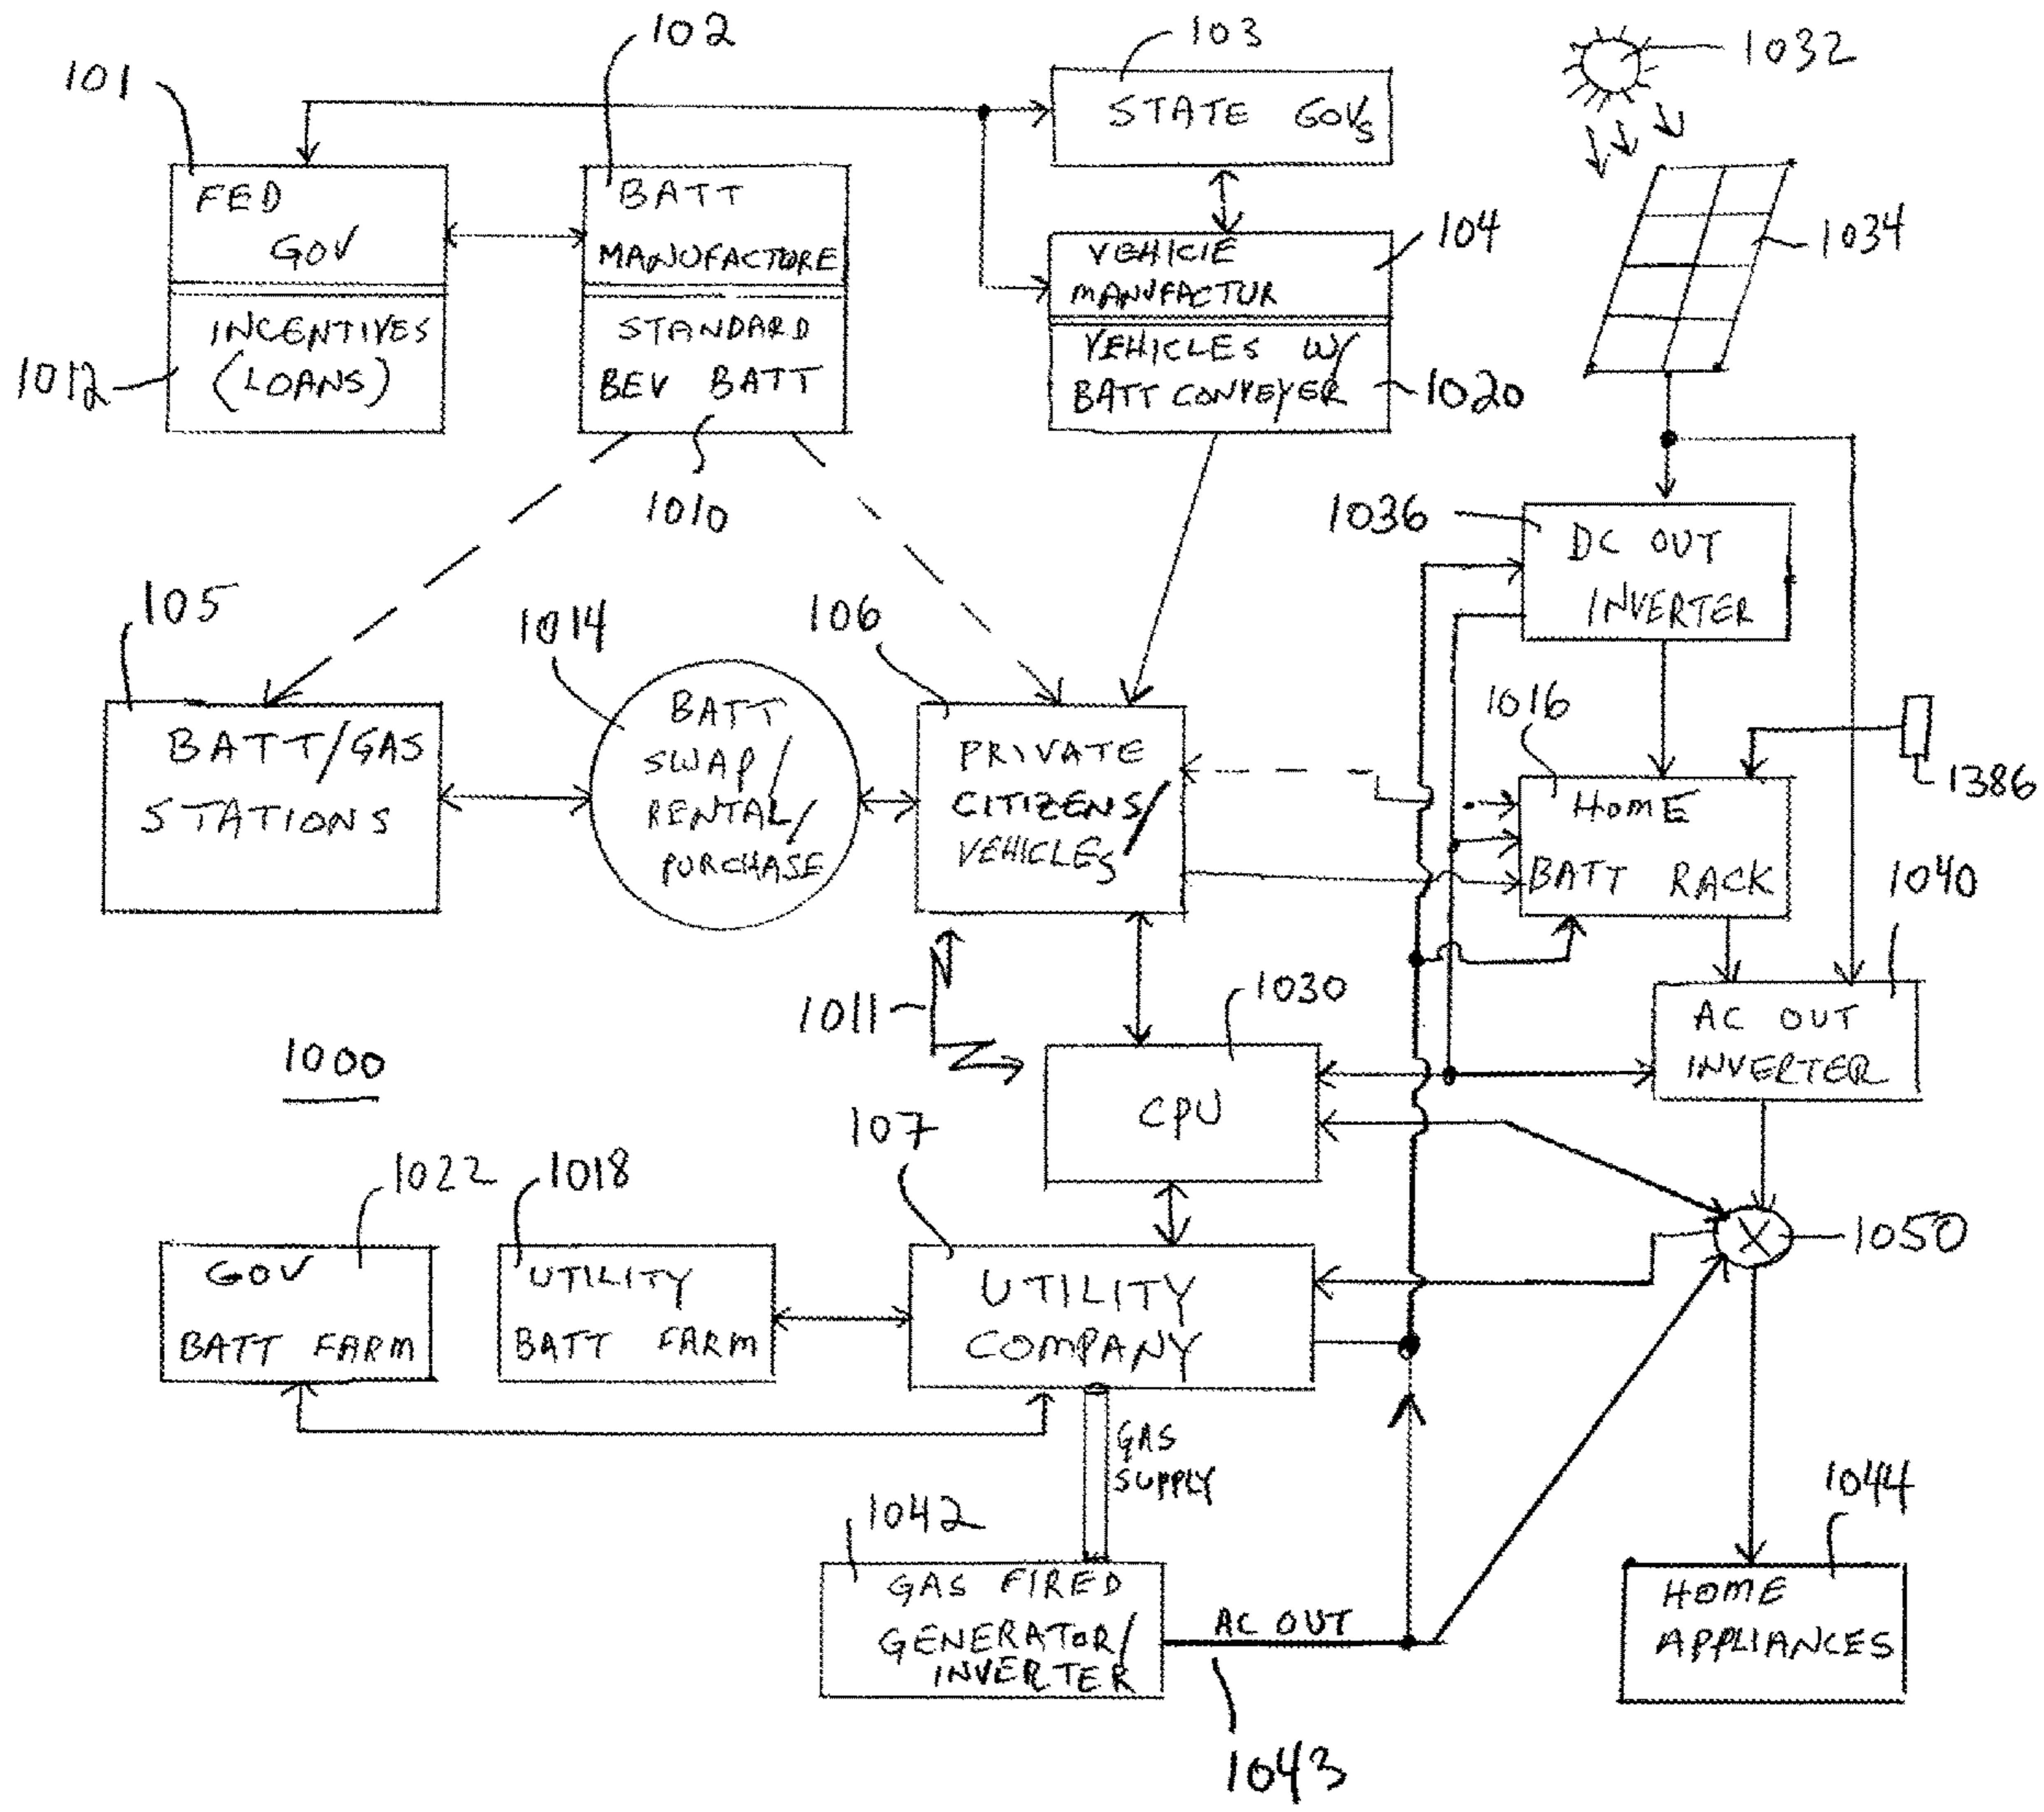 101
102
103
1032
FED
GOV
INCENTIVES
(LOANS)
1012
BATT
MANUFACTORE
STANDARD
BEV BATT
1010
STATE GOVS
VEHICLE
MANUFACTUR
104
VEHICLES W/
BATT CONVEYER
1020
1034
1036
DC OUT
INVERTER
105
BATT/GAS
STATIONS
1014
BATT
SWAP/
RENTAL/
PURCHASE
106
PRIVATE
CITIZENS/
VEHICLES
1016
HOME
BATT RACK
1386
1040
AC OUT
INVERTER
1011
1030
CPU
1000
107
UTILITY
COMPANY
1022
GOV
BATT FARM
1018
UTILITY
BATT FARM
X
1050
GAS
SUPPLY
1042
GAS FIRED
GENERATOR/
INVERTER
AC OUT
1043
1044
HOME
APPLIANCES